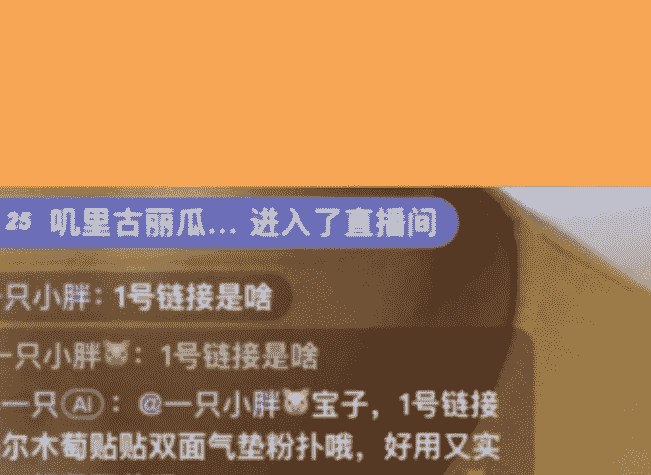 25 叽里古丽瓜... 进入了直播间
一只小胖：1号链接是啥
一只小胖🐯：1号链接是啥
一只AI：@一只小胖🐯宝子，1号链接
尔木萄贴贴双面气垫粉扑哦，好用又实